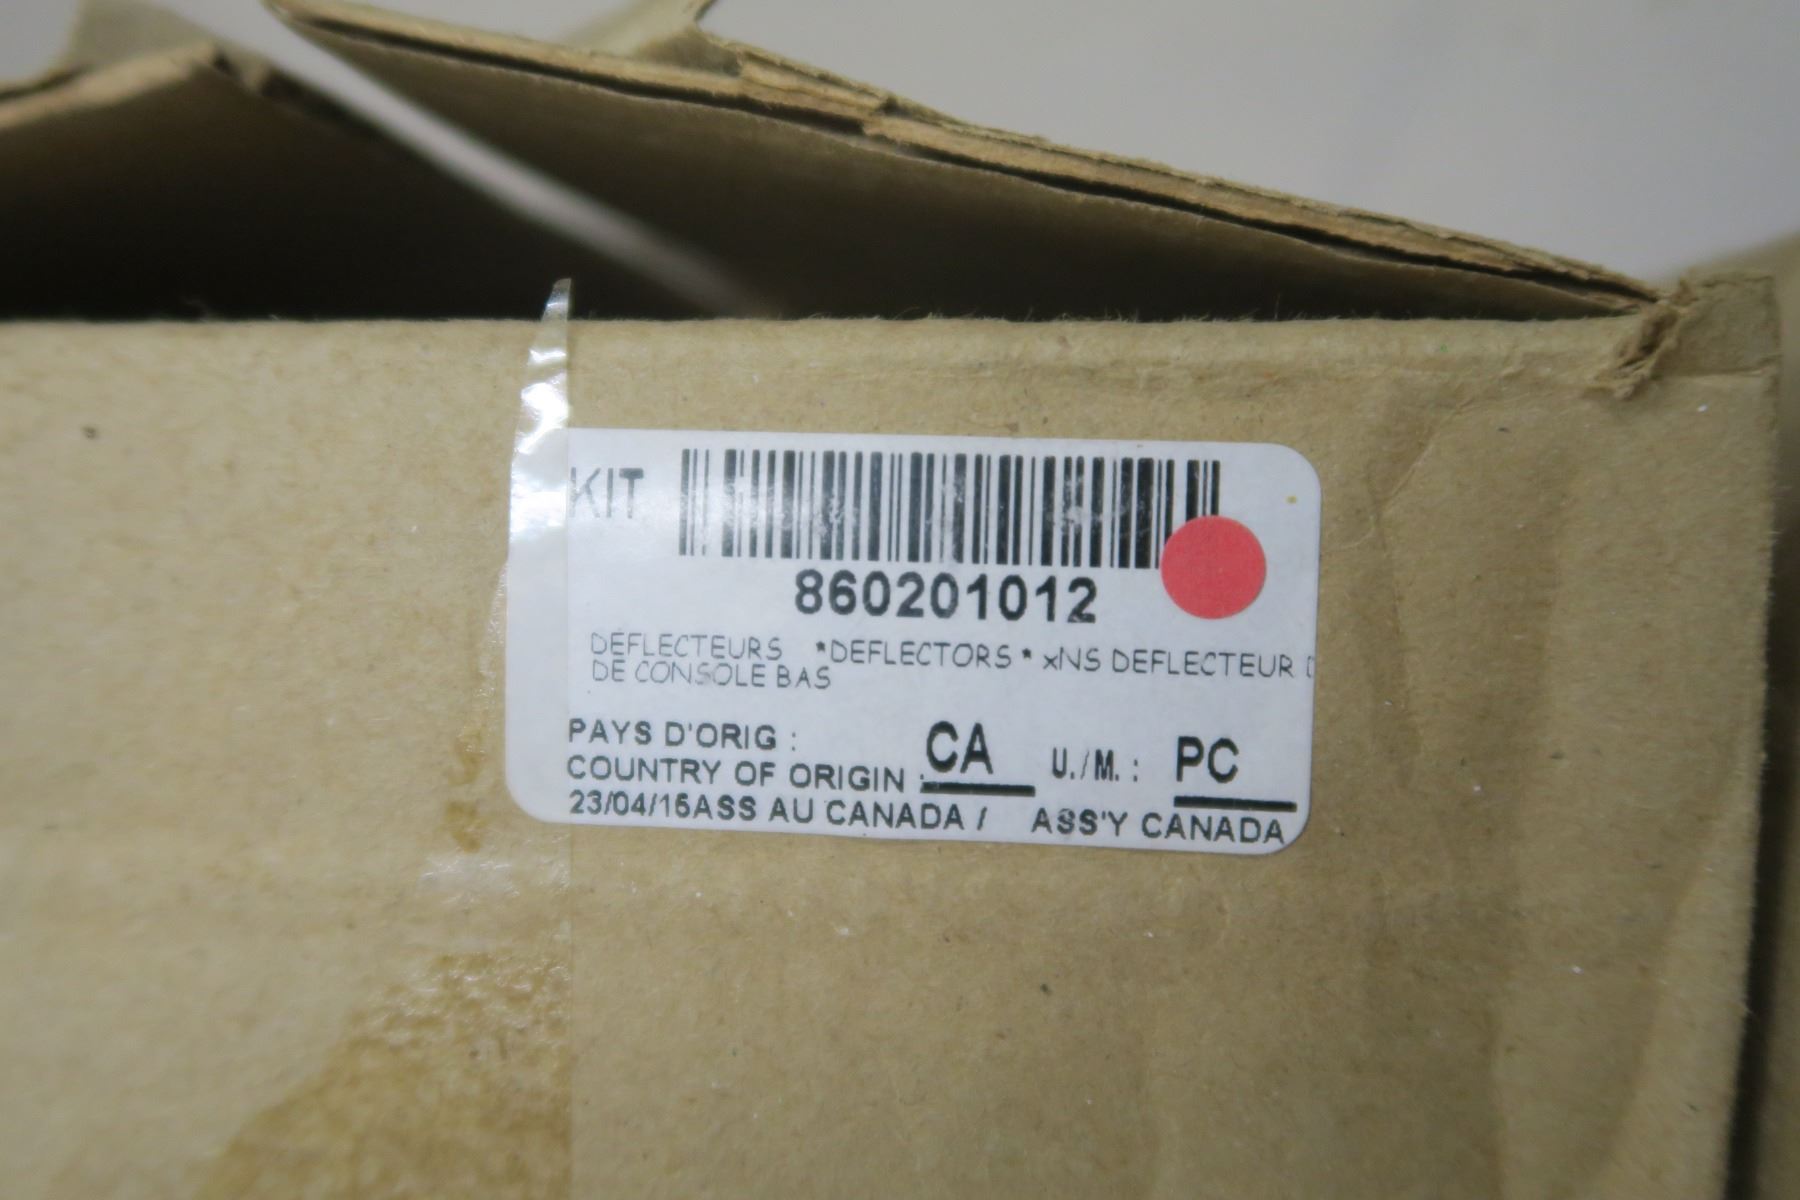 KIT
860201012
DEFLECTEURS *DEFLECTORS* xNS DEFLECTEUR
DE CONSOLE BAS
PAYS D'ORIG :
COUNTRY OF ORIGIN : CA U./M. : PC
23/04/15ASS AU CANADA / ASS'Y CANADA